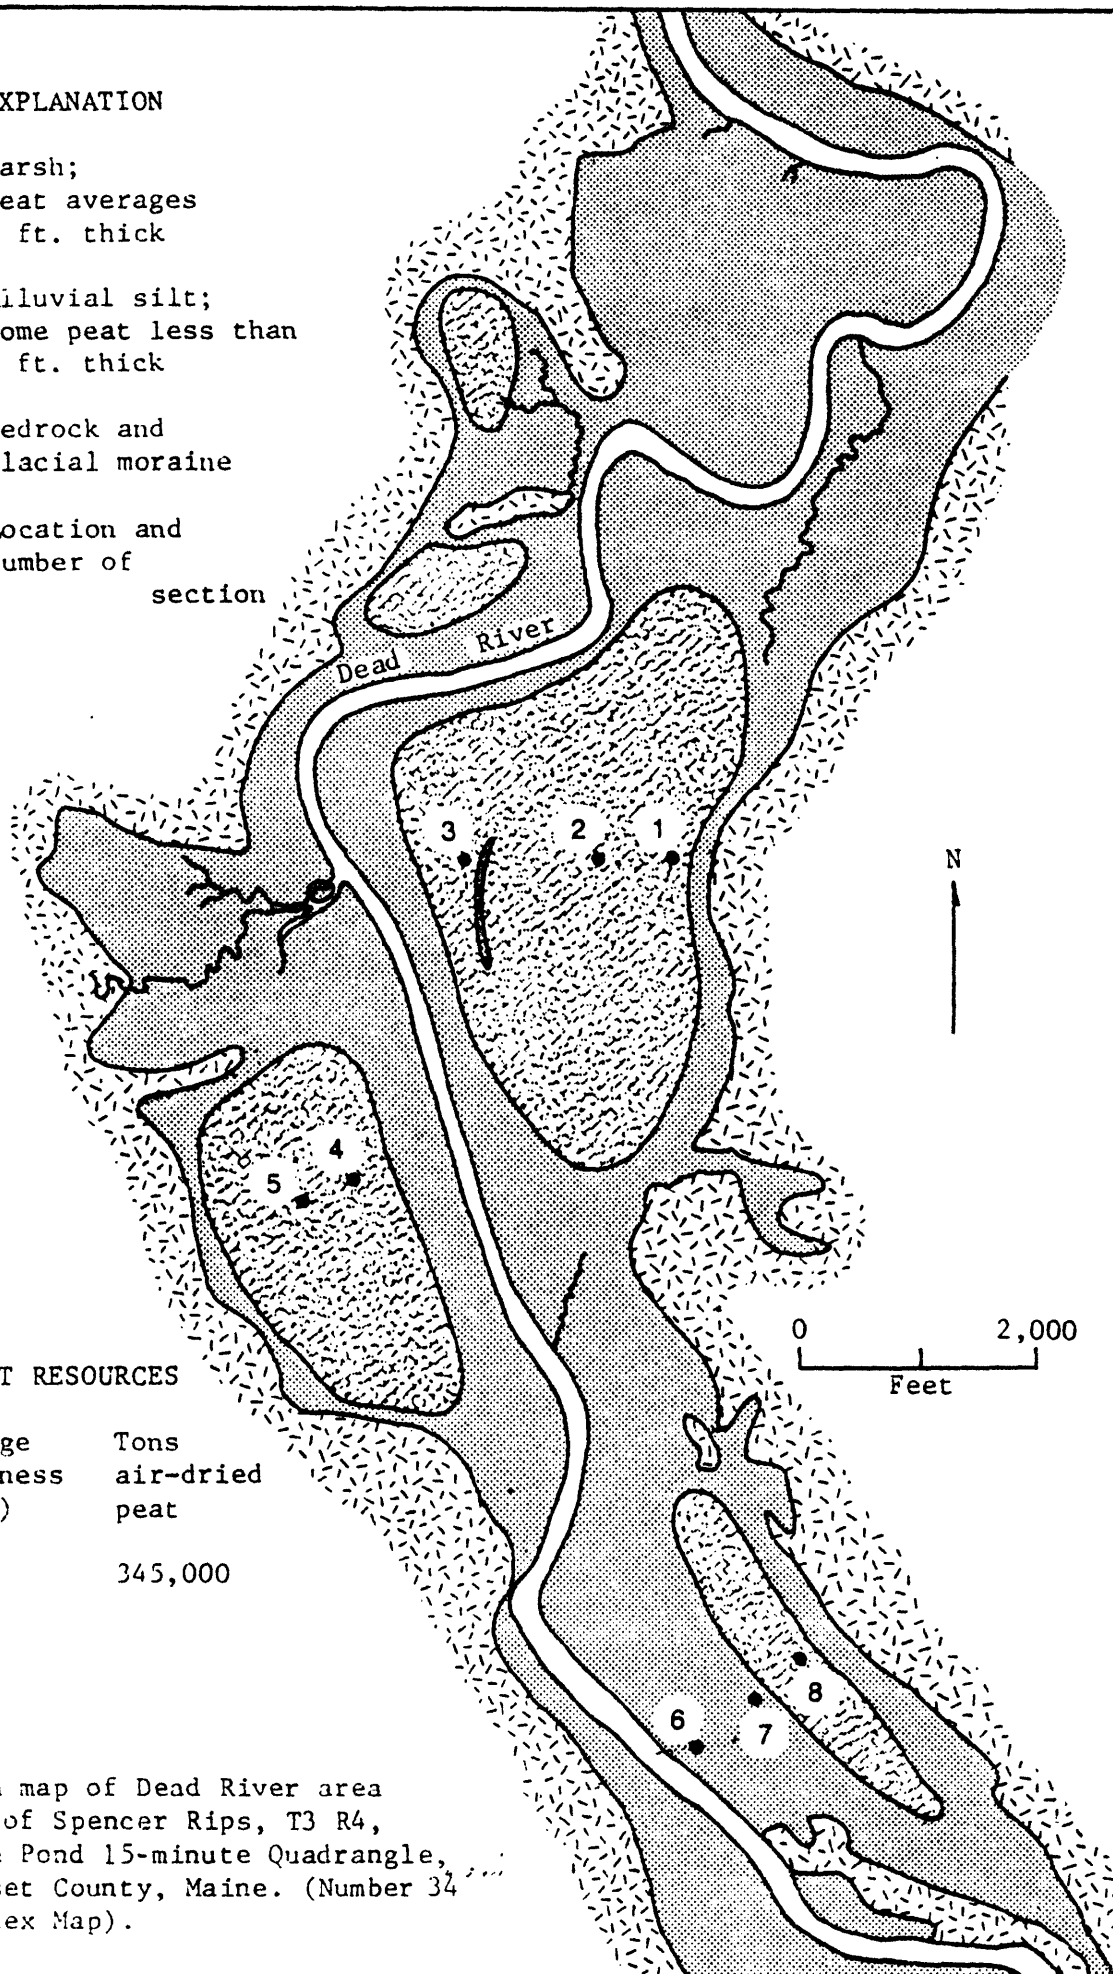 XPLANATION
arsh;
eat averages
ft. thick
lluvial silt;
ome peat less than
ft. thick
edrock and
lacial moraine
ocation and
umber of
section
Dead River
3 2 1
N
4
5
0 2,000
Feet
T RESOURCES
ge Tons
ness air-dried
) peat
345,000
8
6
7
map of Dead River area
of Spencer Rips, T3 R4,
Pond 15-minute Quadrangle,
set County, Maine. (Number 34
ex Map).